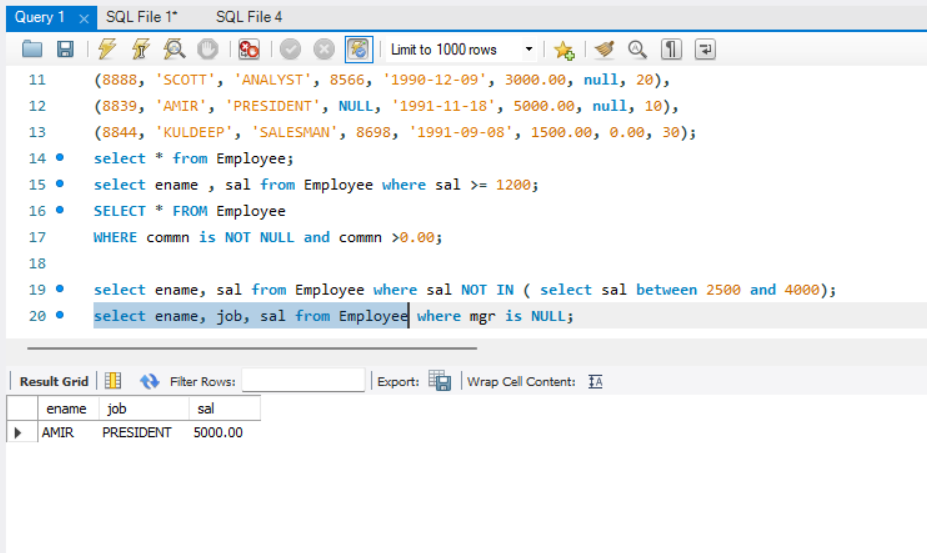 Query 1 SQL File 1* SQL File 4
Limit to 1000 rows
11 (8888, 'SCOTT', 'ANALYST', 8566, '1990-12-09', 3000.00, null, 20),
12 (8839, 'AMIR', 'PRESIDENT', NULL, '1991-11-18', 5000.00, null, 10),
13 (8844, 'KULDEEP', 'SALESMAN', 8698, '1991-09-08', 1500.00, 0.00, 30);
14 select * from Employee;
15 select ename , sal from Employee where sal >= 1200;
16 SELECT * FROM Employee
17 WHERE commn is NOT NULL and commn >0.00;
18
19 select ename, sal from Employee where sal NOT IN ( select sal between 2500 and 4000);
20 select ename, job, sal from Employee where mgr is NULL;
Result Grid Filter Rows: Export: Wrap Cell Content:
ename job sal
AMIR PRESIDENT 5000.00